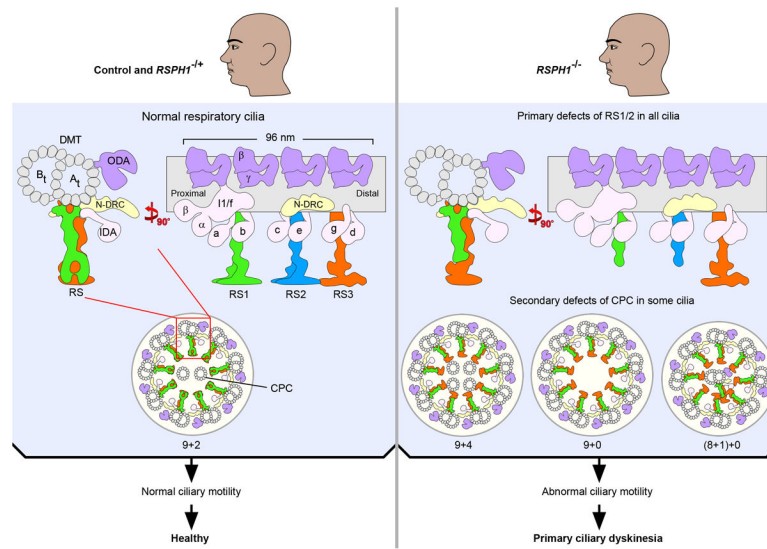 Control and RSPH1-/+
Normal respiratory cilia
DMT
ODA
Bt
At
N-DRC
IDA
90°
RS
96 nm
β
γ
Proximal
Distal
I1/f
N-DRC
β
α
a
b
c
e
g
d
RS1
RS2
RS3
CPC
9+2
Normal ciliary motility
Healthy
RSPH1-/-
Primary defects of RS1/2 in all cilia
90°
Secondary defects of CPC in some cilia
9+4
9+0
(8+1)+0
Abnormal ciliary motility
Primary ciliary dyskinesia